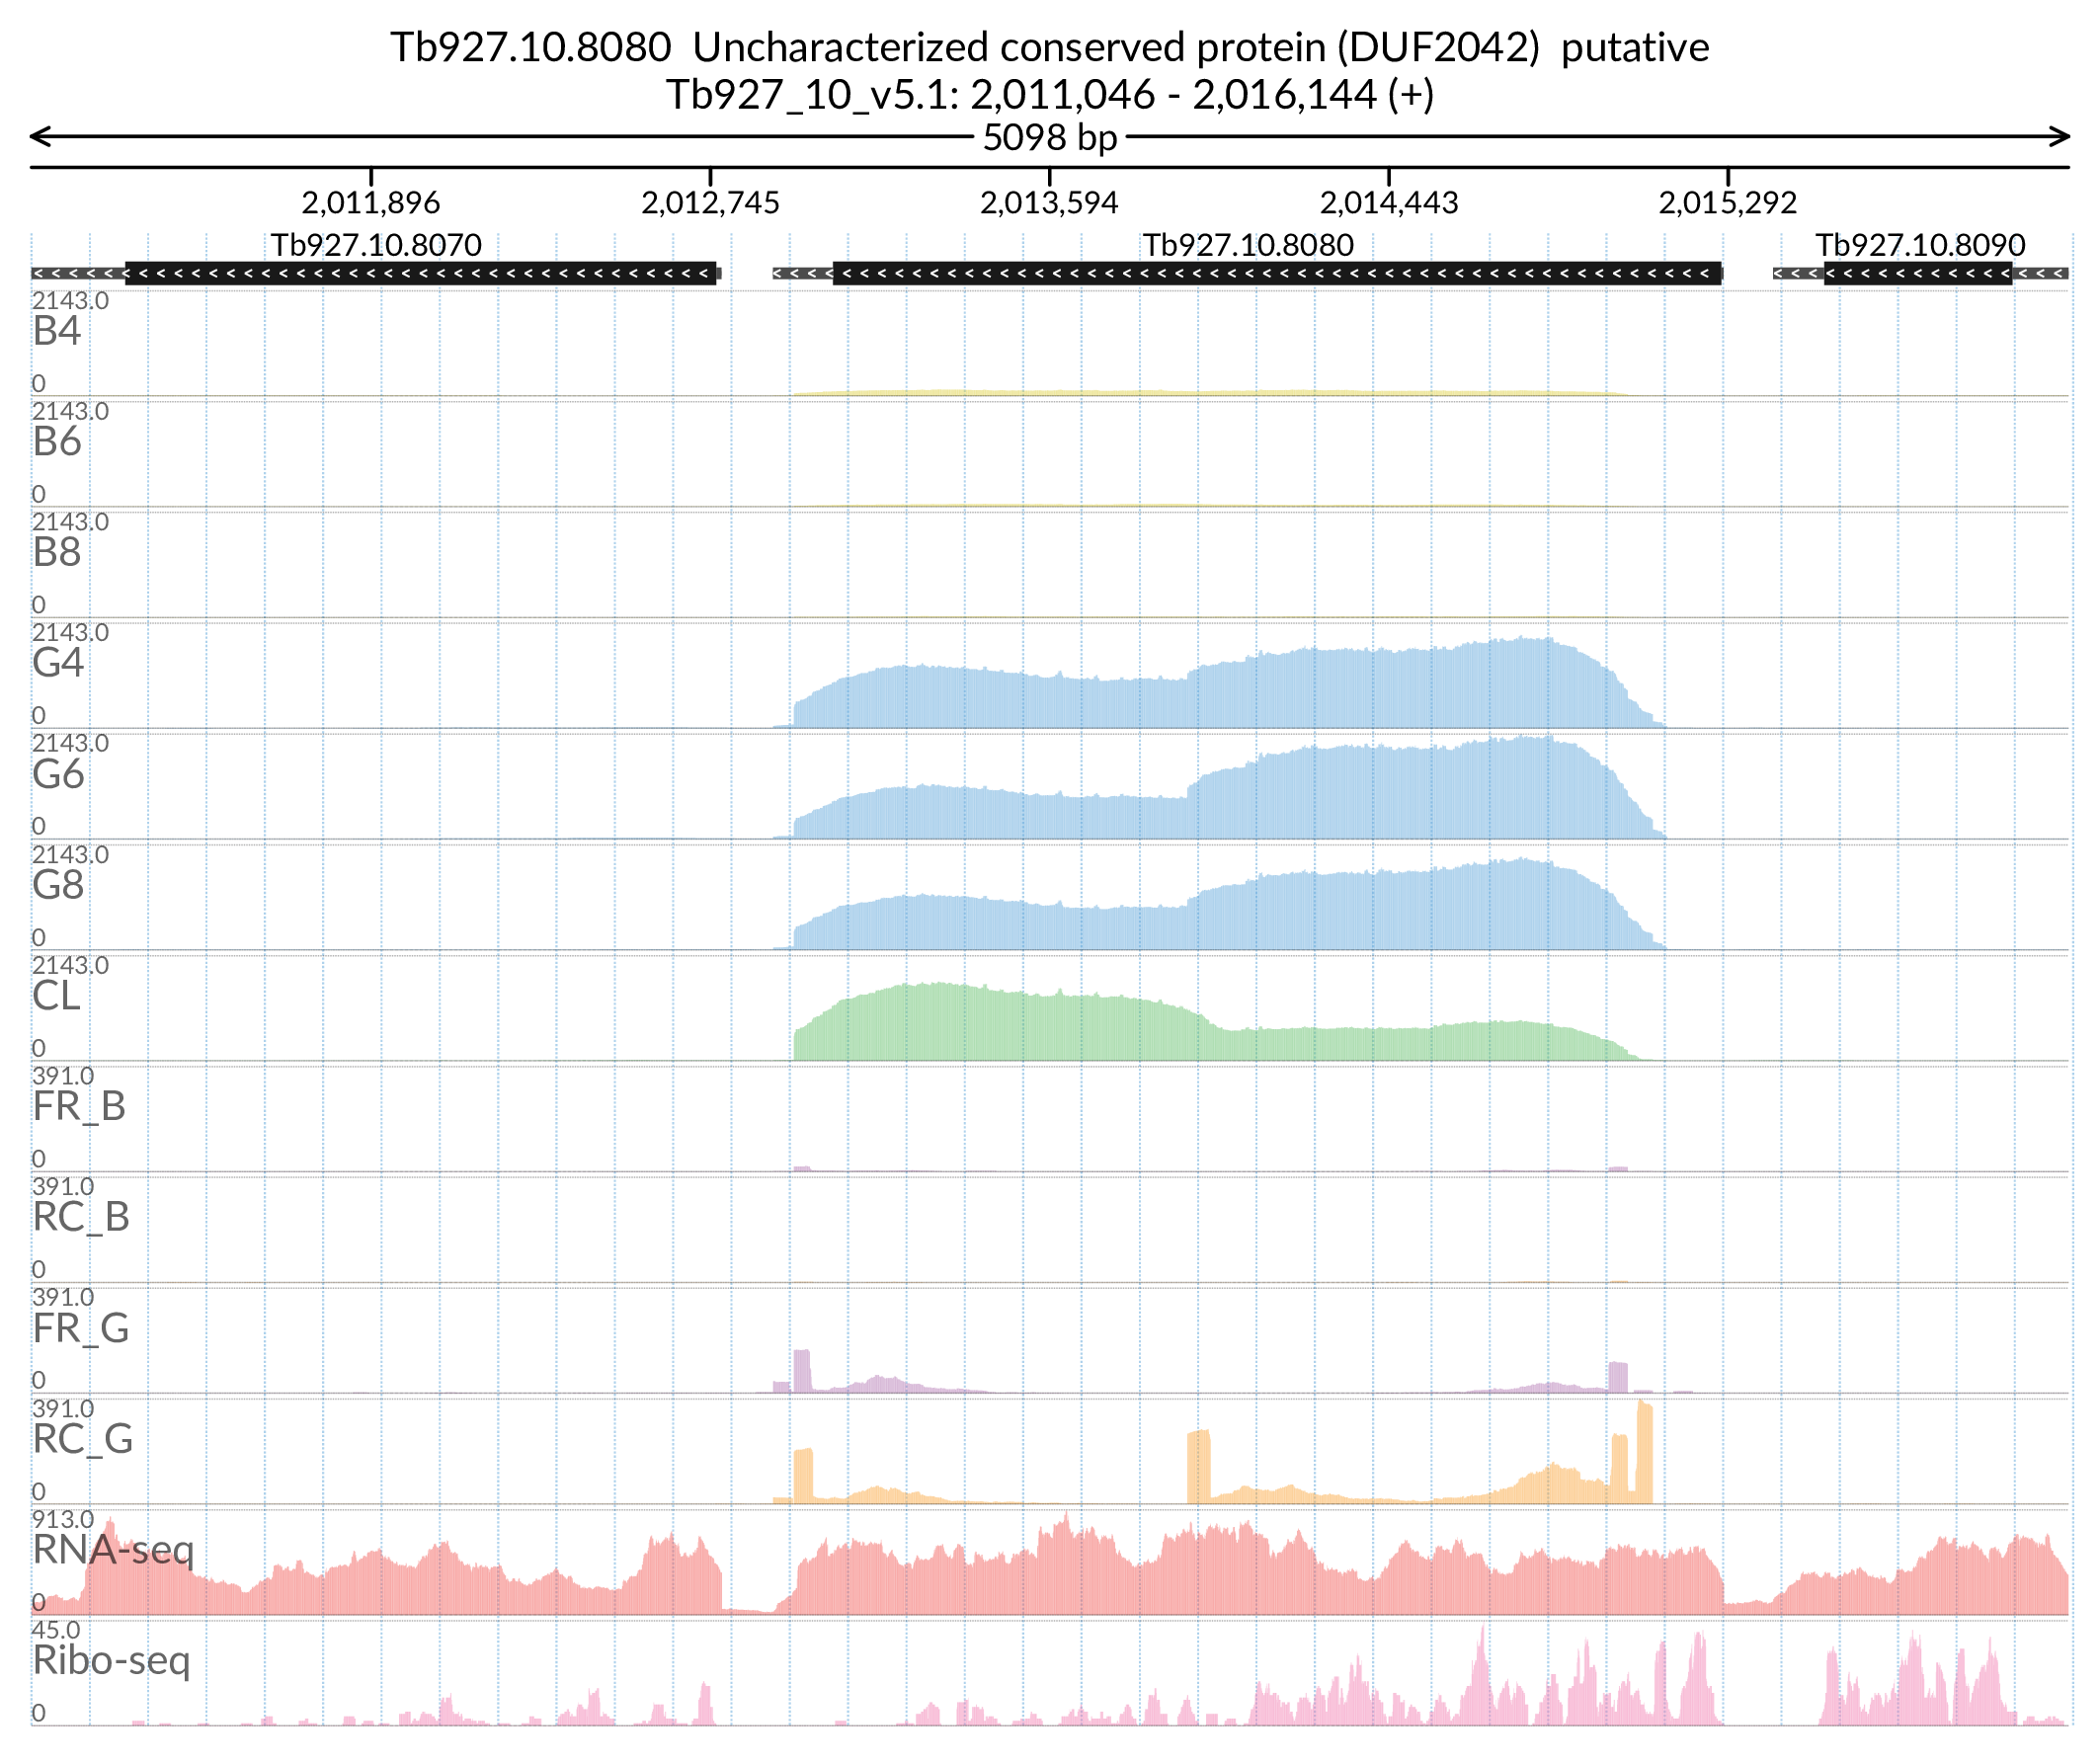 Tb927.10.8080  Uncharacterized conserved protein (DUF2042)  putative
Tb927_10_v5.1: 2,011,046 - 2,016,144 (+)
5098 bp
2,011,896 2,012,745 2,013,594 2,014,443 2,015,292
Tb927.10.8070 Tb927.10.8080 Tb927.10.8090
2143.0
B4
0
2143.0
B6
0
2143.0
B8
0
2143.0
G4
0
2143.0
G6
0
2143.0
G8
0
2143.0
CL
0
391.0
FR_B
0
391.0
RC_B
0
391.0
FR_G
0
391.0
RC_G
0
913.0
RNA-seq
0
45.0
Ribo-seq
0